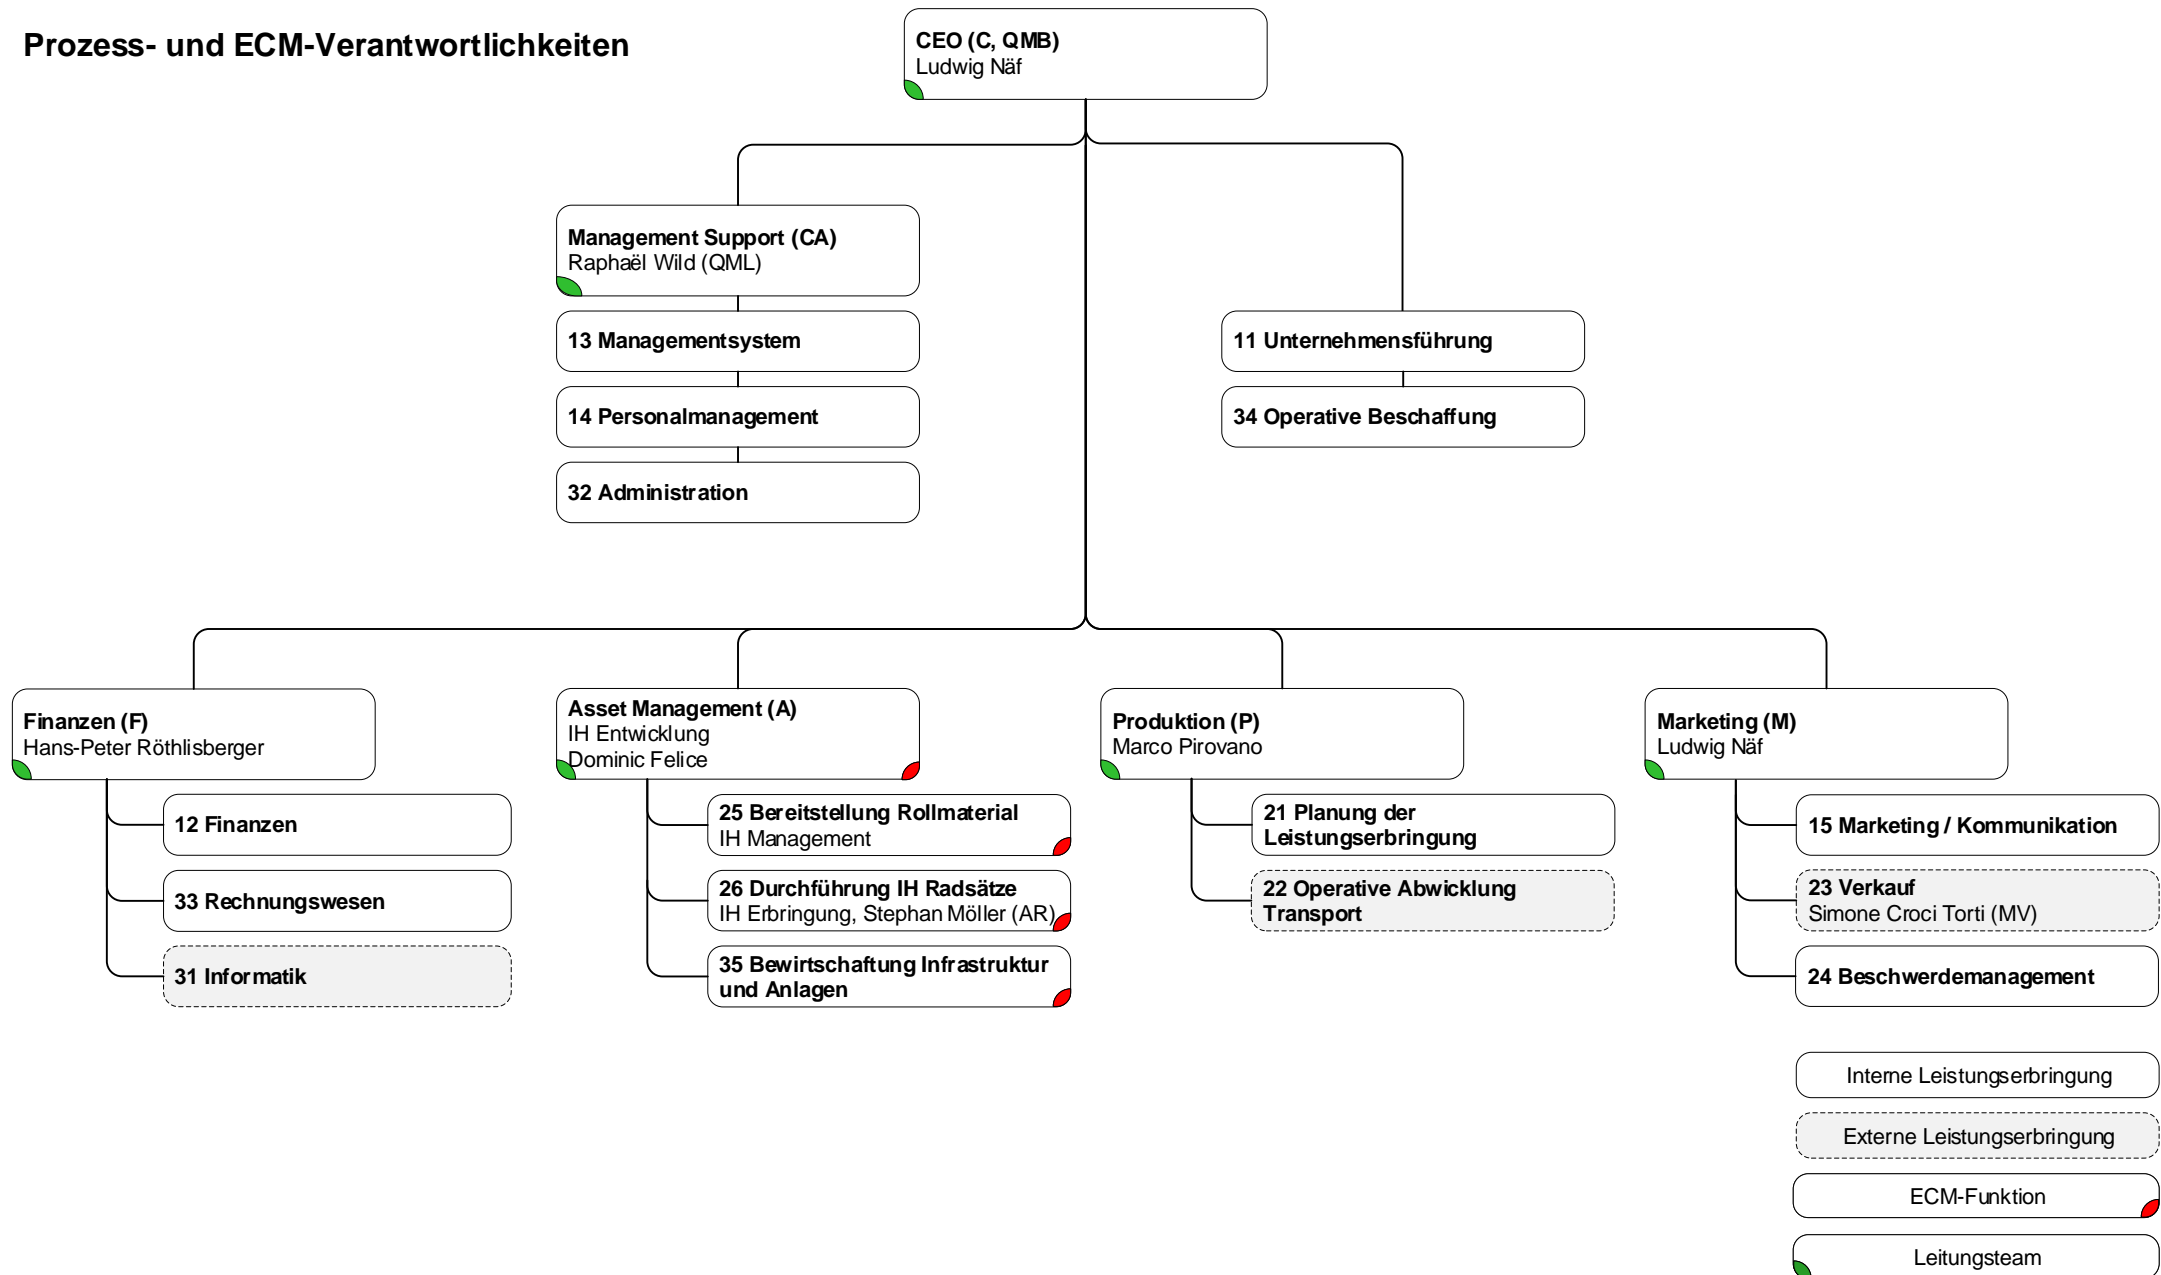 Prozess- und ECM-Verantwortlichkeiten
CEO (C, QMB)
Ludwig Näf
Management Support (CA)
Raphaël Wild (QML)
13 Managementsystem
14 Personalmanagement
32 Administration
11 Unternehmensführung
34 Operative Beschaffung
Finanzen (F)
Hans-Peter Röthlisberger
12 Finanzen
33 Rechnungswesen
31 Informatik
Asset Management (A)
IH Entwicklung
Dominic Felice
25 Bereitstellung Rollmaterial
IH Management
26 Durchführung IH Radsätze
IH Erbringung, Stephan Möller (AR)
35 Bewirtschaftung Infrastruktur
und Anlagen
Produktion (P)
Marco Pirovano
21 Planung der
Leistungserbringung
22 Operative Abwicklung
Transport
Marketing (M)
Ludwig Näf
15 Marketing / Kommunikation
23 Verkauf
Simone Croci Torti (MV)
24 Beschwerdemanagement
Interne Leistungserbringung
Externe Leistungserbringung
ECM-Funktion
Leitungsteam